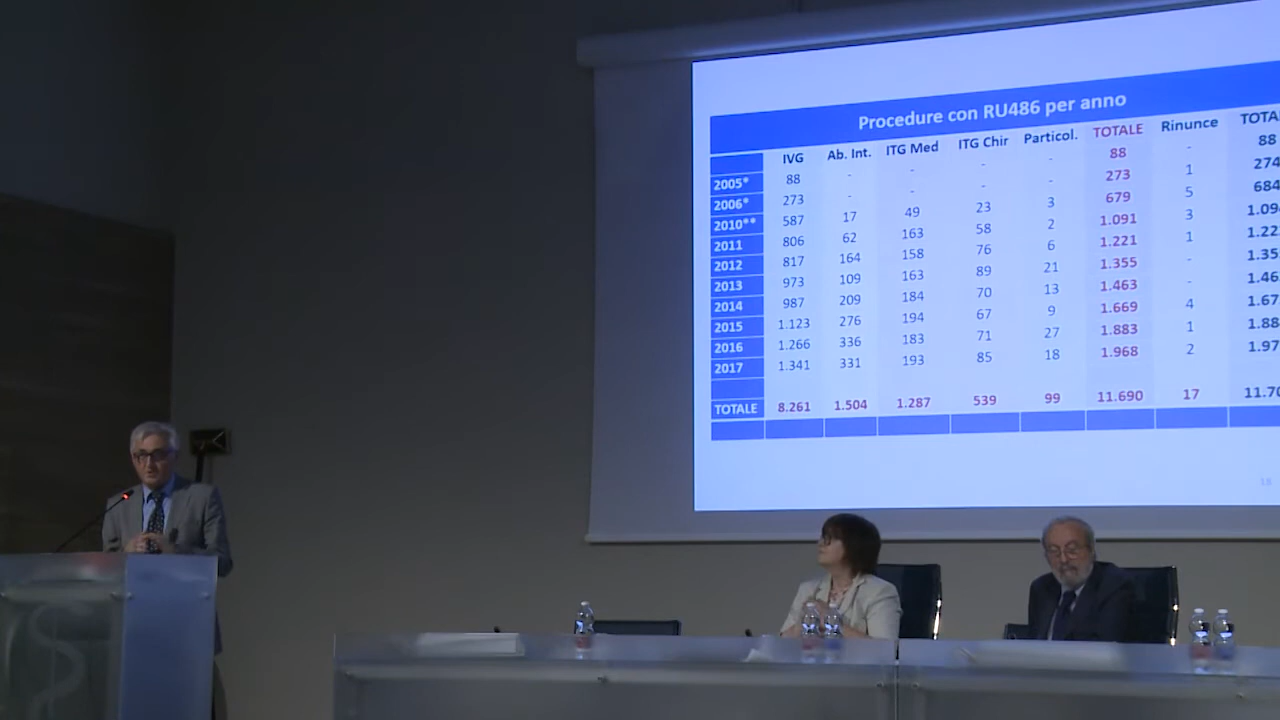 Procedure con RU486 per anno
IVG Ab. Int. ITG Med ITG Chir Particol. TOTALE Rinunce TOTA
2005* 88 - - - - 88 - 88
2006* 273 - - - - 273 1 274
2010** 587 17 49 23 3 679 5 684
2011 806 62 163 58 2 1.091 3 1.09
2012 817 164 158 76 6 1.221 1 1.22
2013 973 109 163 89 21 1.355 - 1.35
2014 987 209 184 70 13 1.463 - 1.46
2015 1.123 276 194 67 9 1.669 4 1.67
2016 1.266 336 183 71 27 1.883 1 1.88
2017 1.341 331 193 85 18 1.968 2 1.97
TOTALE 8.261 1.504 1.287 539 99 11.690 17 11.70
18